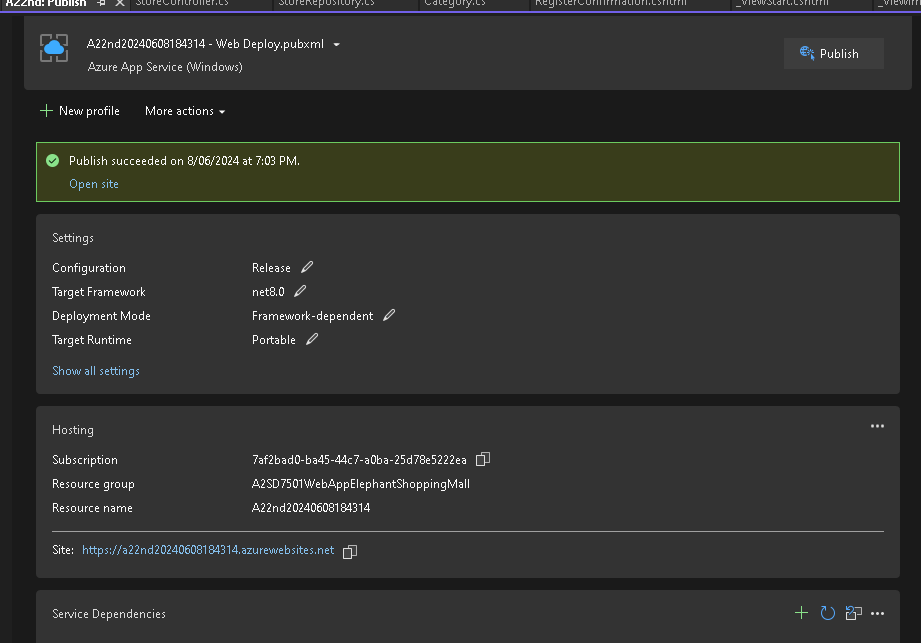 A22nd: Publish StoreController.cs StoreRepository.cs Category.cs RegisterConfirmation.cshtml _ViewStart.cshtml
A22nd20240608184314 - Web Deploy.pubxml
Azure App Service (Windows)
Publish
New profile More actions
Publish succeeded on 8/06/2024 at 7:03 PM.
Open site
Settings
Configuration Release
Target Framework net8.0
Deployment Mode Framework-dependent
Target Runtime Portable
Show all settings
Hosting
Subscription 7af2bad0-ba45-44c7-a0ba-25d78e5222ea
Resource group A2SD7501WebAppElephantShoppingMall
Resource name A22nd20240608184314
Site: https://a22nd20240608184314.azurewebsites.net
Service Dependencies